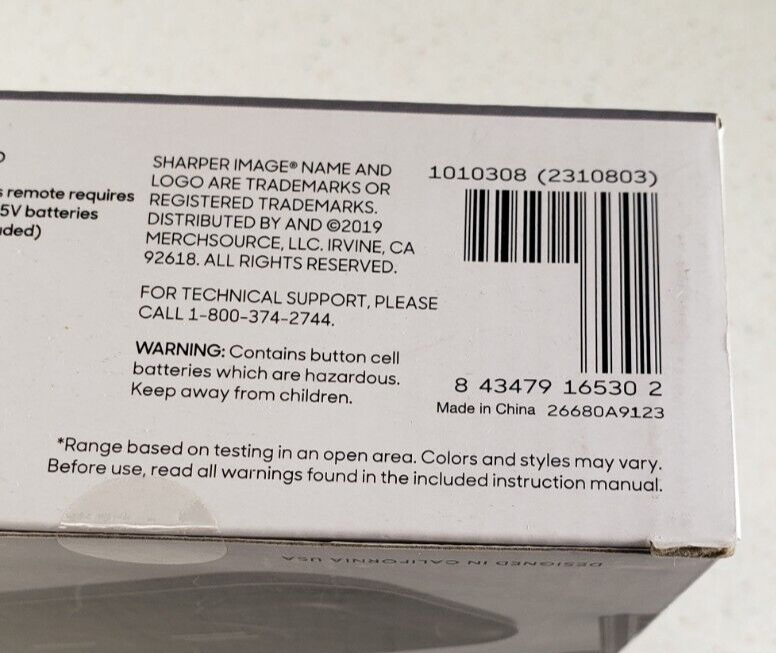 s remote requires
5V batteries
uded)
SHARPER IMAGE® NAME AND
LOGO ARE TRADEMARKS OR
REGISTERED TRADEMARKS.
DISTRIBUTED BY AND ©2019
MERCHSOURCE, LLC. IRVINE, CA
92618. ALL RIGHTS RESERVED.
FOR TECHNICAL SUPPORT, PLEASE
CALL 1-800-374-2744.
WARNING: Contains button cell
batteries which are hazardous.
Keep away from children.
1010308 (2310803)
8 43479 16530 2
Made in China 26680A9123
*Range based on testing in an open area. Colors and styles may vary.
Before use, read all warnings found in the included instruction manual.
DESIGNED IN CALIFORNIA USA